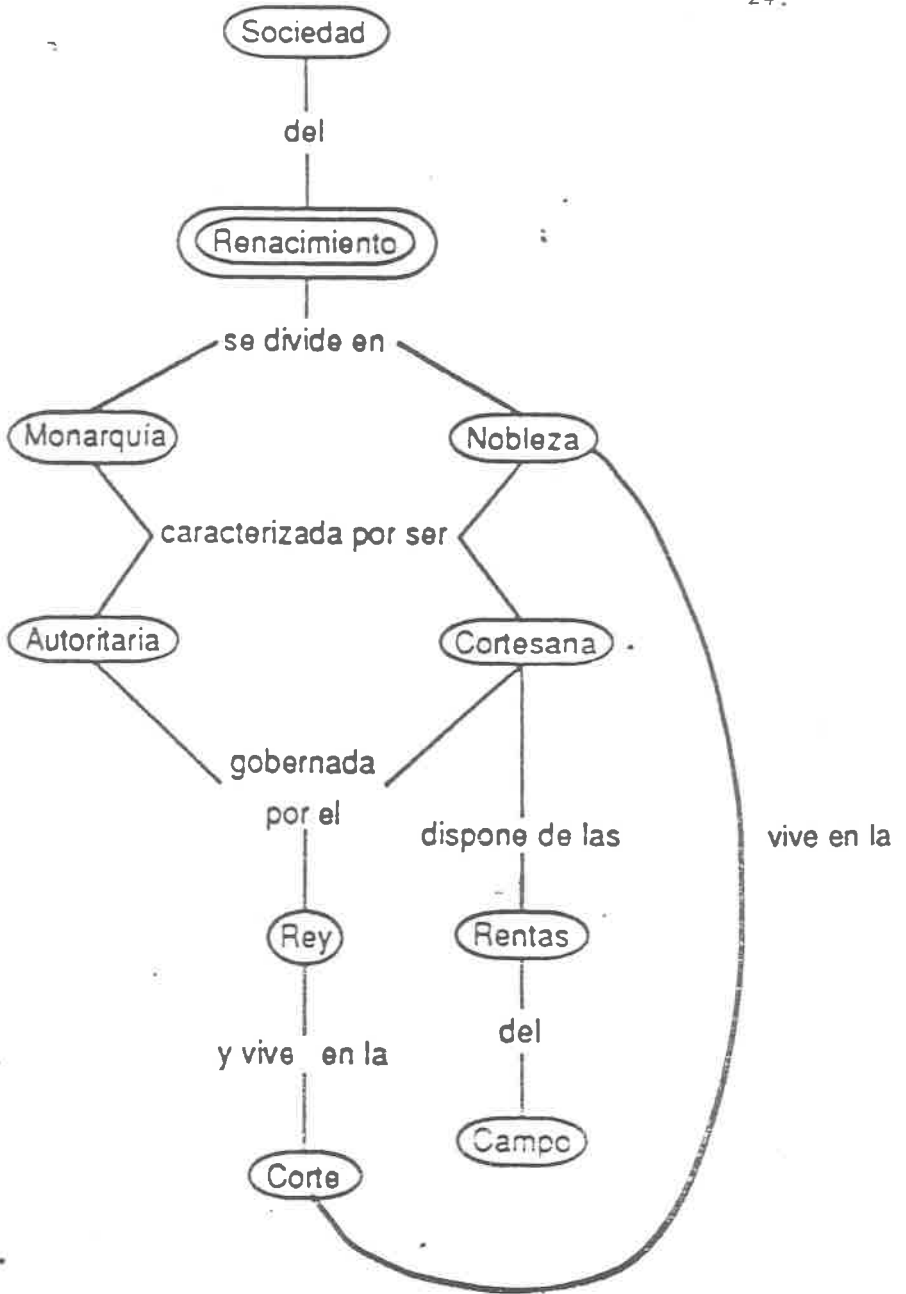 24.
Sociedad
del
Renacimiento
se divide en
Monarquía
Nobleza
caracterizada por ser
Autoritaria
Cortesana
gobernada
por el
dispone de las
vive en la
Rey
Rentas
del
y vive en la
Campo
Corte